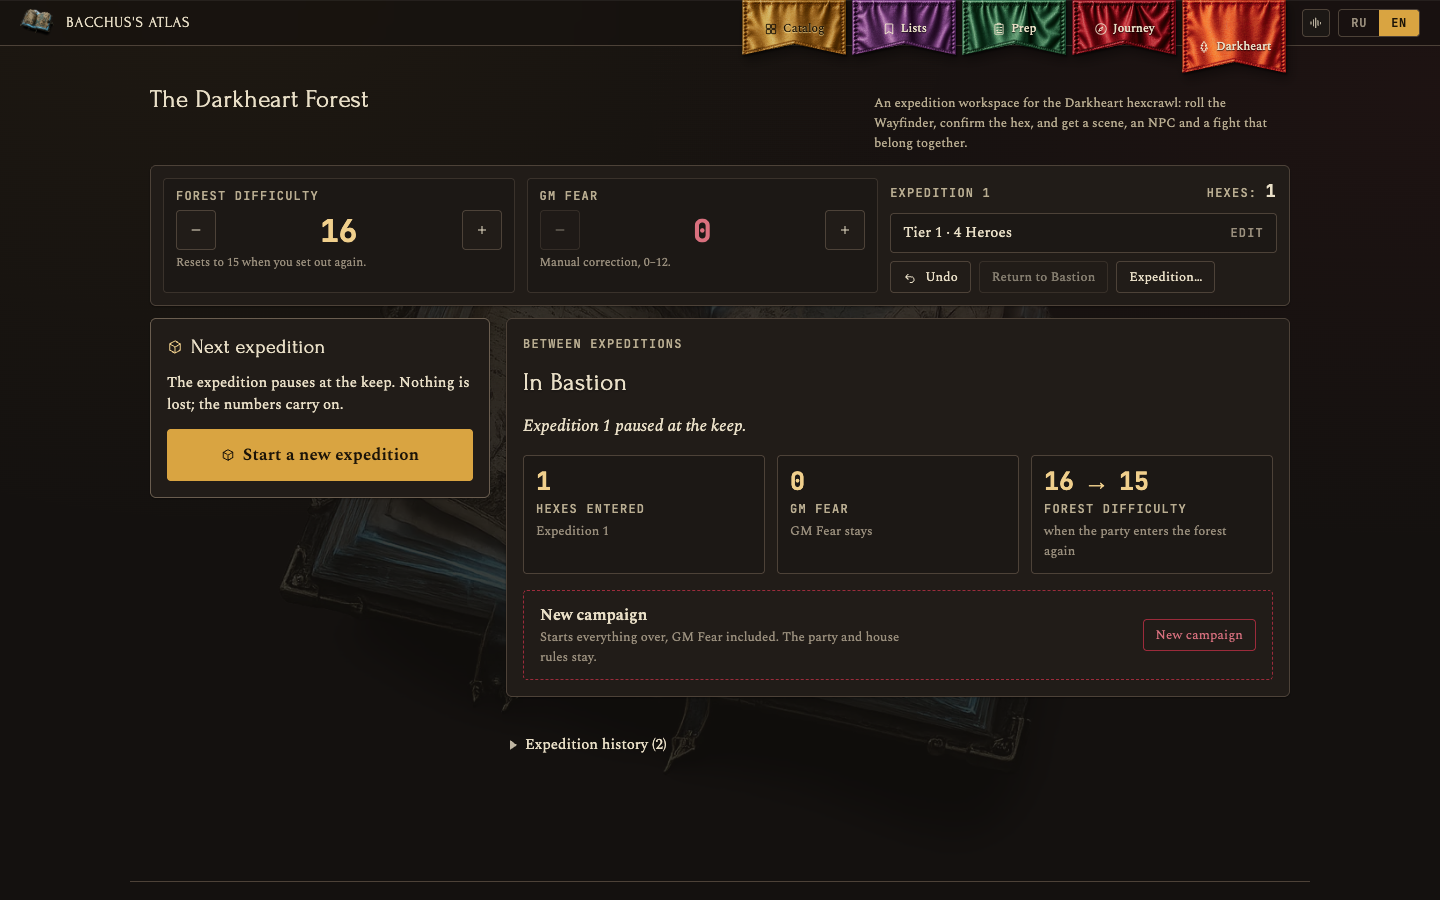 BACCHUS'S ATLAS
Catalog
Lists
Prep
Journey
Darkheart
RU
EN
The Darkheart Forest
An expedition workspace for the Darkheart hexcrawl: roll the
Wayfinder, confirm the hex, and get a scene, an NPC and a fight that
belong together.
FOREST DIFFICULTY
− 16 +
Resets to 15 when you set out again.
GM FEAR
− 0 +
Manual correction, 0–12.
EXPEDITION 1
HEXES: 1
Tier 1 · 4 Heroes
EDIT
Undo
Return to Bastion
Expedition…
Next expedition
The expedition pauses at the keep. Nothing is
lost; the numbers carry on.
Start a new expedition
BETWEEN EXPEDITIONS
In Bastion
Expedition 1 paused at the keep.
1
HEXES ENTERED
Expedition 1
0
GM FEAR
GM Fear stays
16 → 15
FOREST DIFFICULTY
when the party enters the forest
again
New campaign
Starts everything over, GM Fear included. The party and house
rules stay.
New campaign
Expedition history (2)